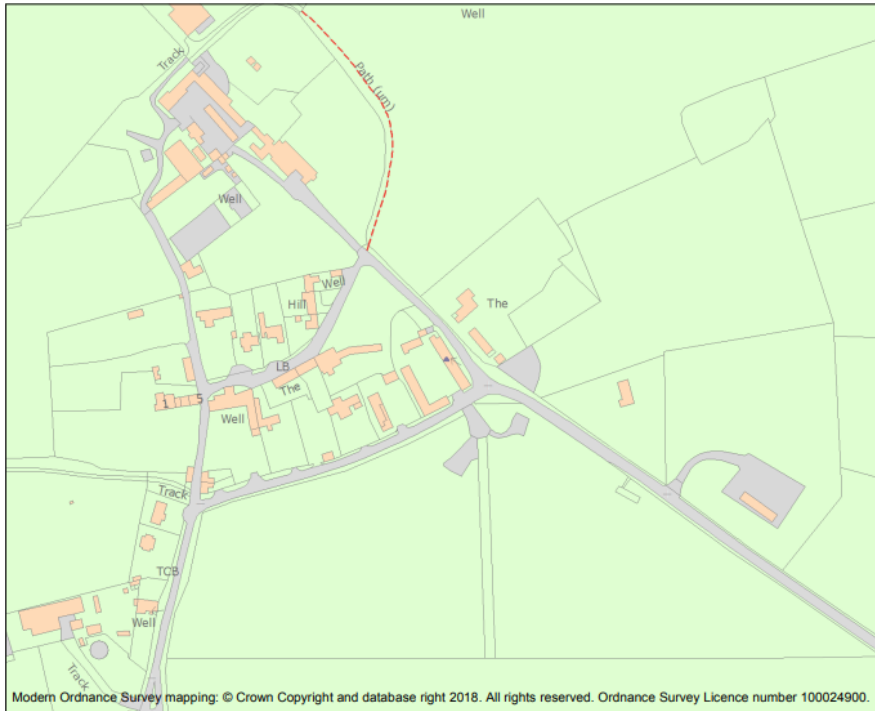 Well
Track
Path (um)
Well
Well
Hill
The
LB
The
1
5
Well
Track
TCB
Well
Track
Modern Ordnance Survey mapping: © Crown Copyright and database right 2018. All rights reserved. Ordnance Survey Licence number 100024900.